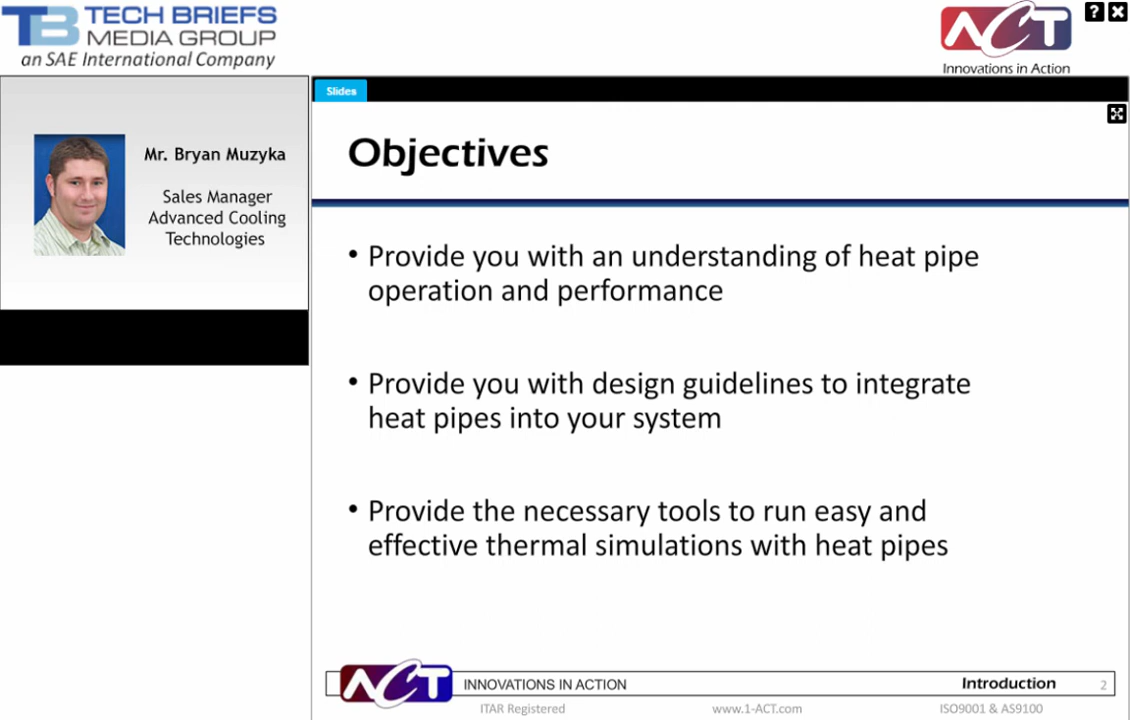 TB TECH BRIEFS
MEDIA GROUP
an SAE International Company
ACT
Innovations in Action
?
Mr. Bryan Muzyka
Sales Manager
Advanced Cooling
Technologies
Slides
Objectives
• Provide you with an understanding of heat pipe
operation and performance
• Provide you with design guidelines to integrate
heat pipes into your system
• Provide the necessary tools to run easy and
effective thermal simulations with heat pipes
ACT INNOVATIONS IN ACTION Introduction 2
ITAR Registered www.1-ACT.com ISO9001 & AS9100